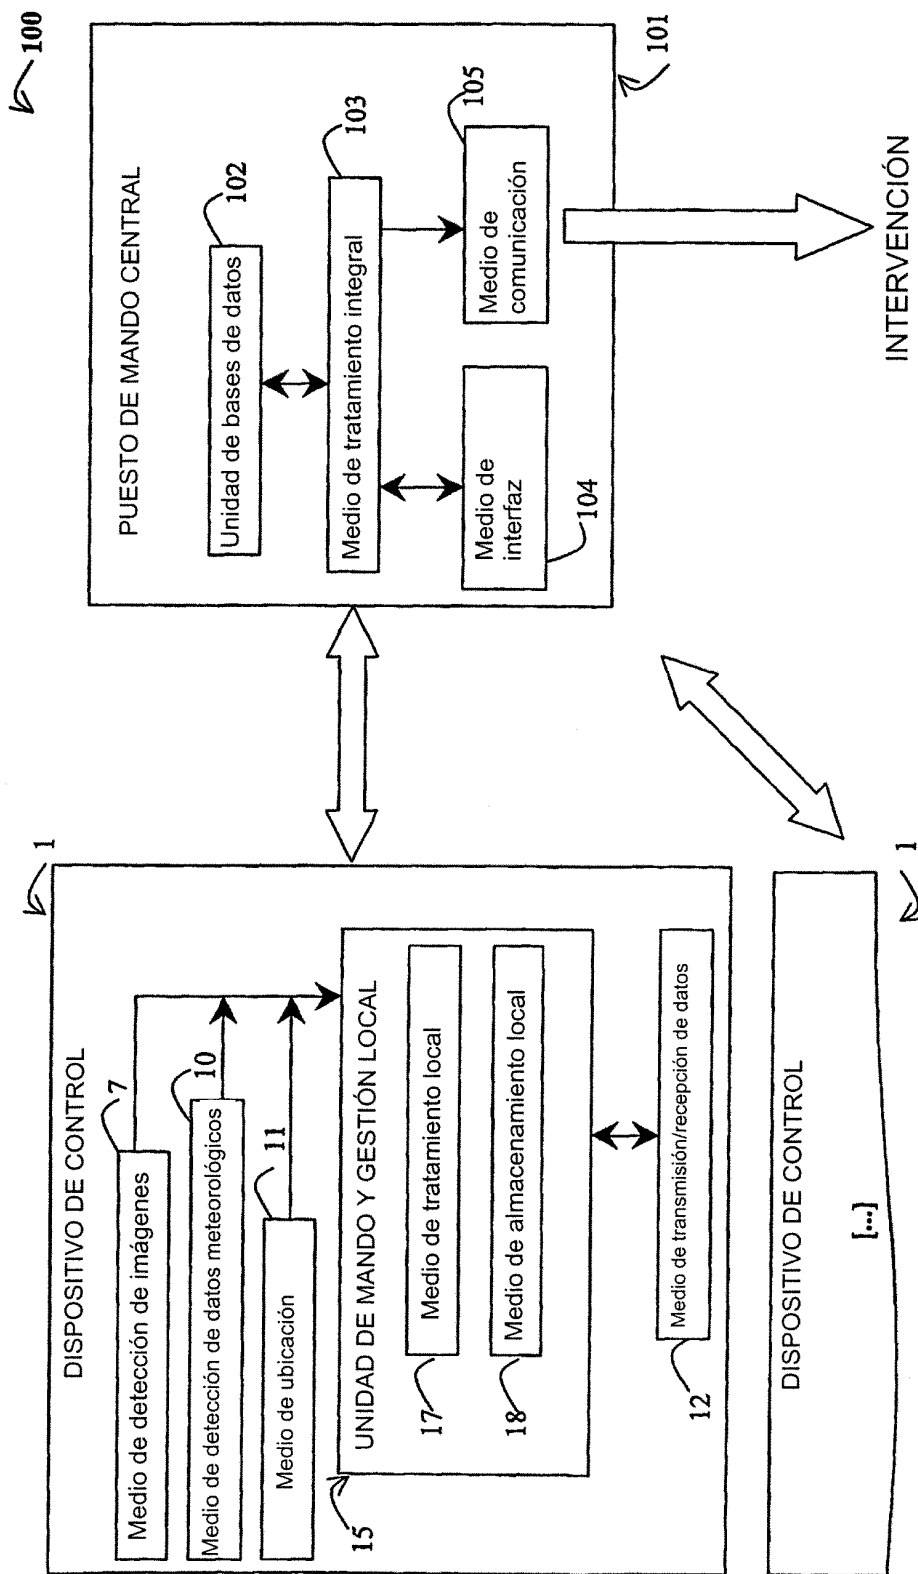 100
1
DISPOSITIVO DE CONTROL
7
Medio de detección de imágenes
10
Medio de detección de datos meteorológicos
11
Medio de ubicación
15
UNIDAD DE MANDO Y GESTIÓN LOCAL
17
Medio de tratamiento local
18
Medio de almacenamiento local
12
Medio de transmisión/recepción de datos
DISPOSITIVO DE CONTROL
[...]
1
PUESTO DE MANDO CENTRAL
102
Unidad de bases de datos
103
Medio de tratamiento integral
104
Medio de
interfaz
105
Medio de
comunicación
101
INTERVENCIÓN